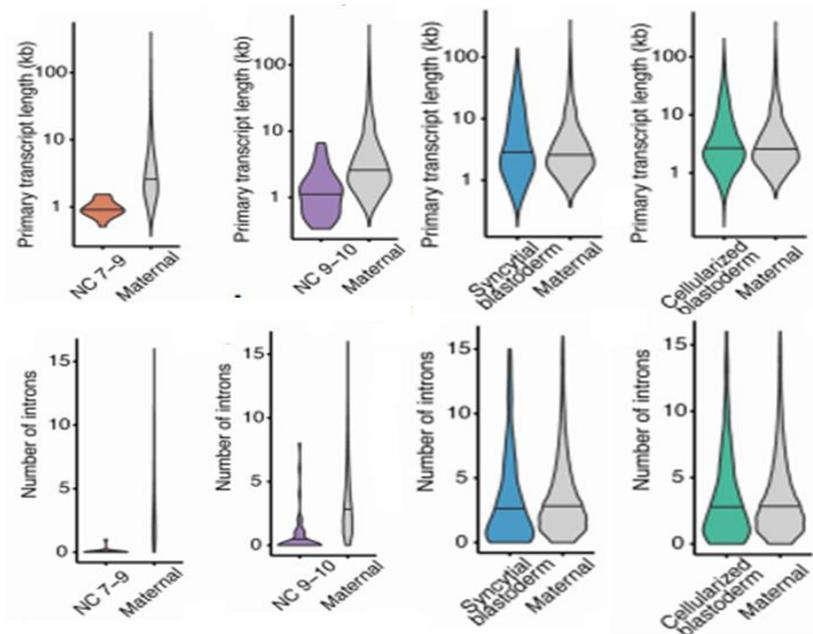 Primary transcript length (kb)
100
10
1
NC 7–9
Maternal
Primary transcript length (kb)
100
10
1
NC 9–10
Maternal
Primary transcript length (kb)
100
10
1
Syncytial
blastoderm
Maternal
Primary transcript length (kb)
100
10
1
Cellularized
blastoderm
Maternal
Number of introns
15
10
5
0
NC 7–9
Maternal
Number of introns
15
10
5
0
NC 9–10
Maternal
Number of introns
15
10
5
0
Syncytial
blastoderm
Maternal
Number of introns
15
10
5
0
Cellularized
blastoderm
Maternal